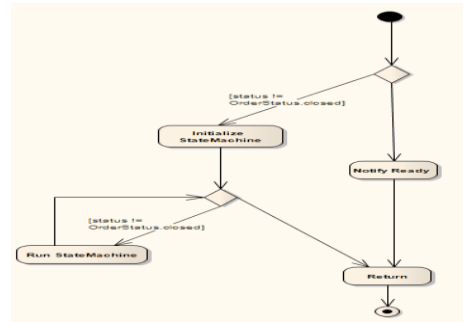 [status !=
OrderStatus.closed]
Initialize
StateMachine
Notify Ready
[status !=
OrderStatus.closed]
Run StateMachine
Return